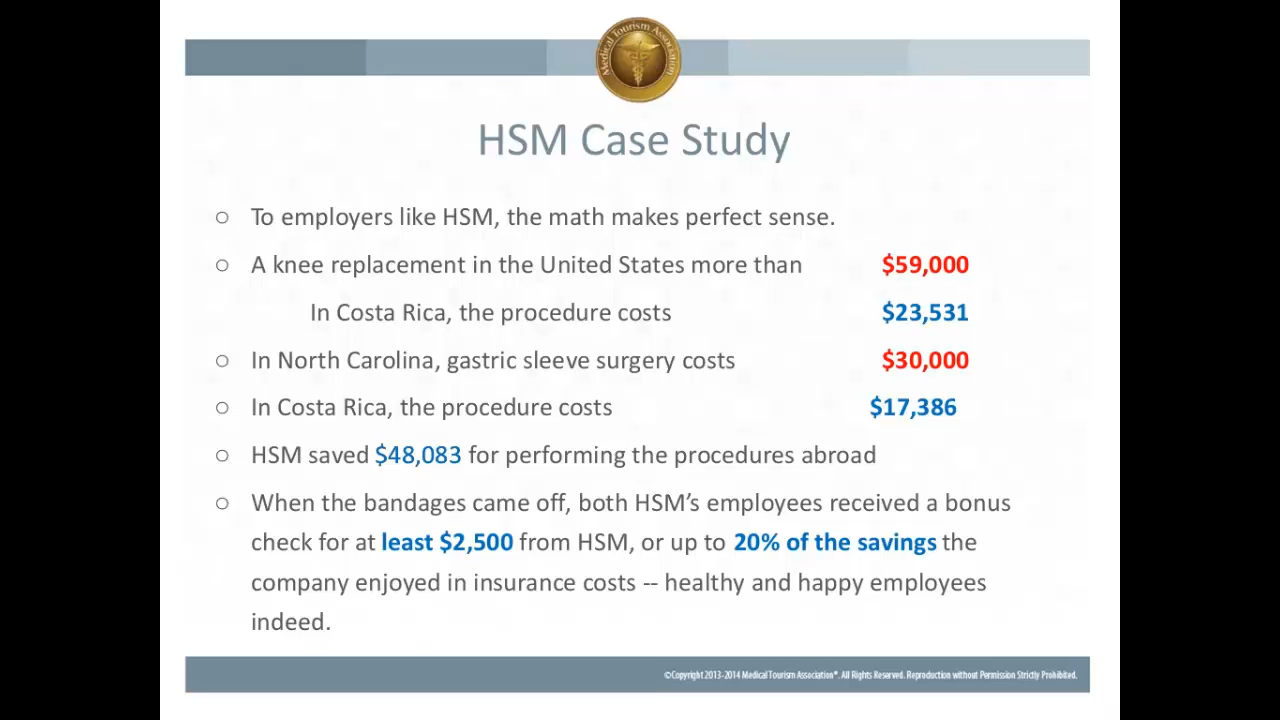 Medical Tourism Association
HSM Case Study
○ To employers like HSM, the math makes perfect sense.
○ A knee replacement in the United States more than $59,000
In Costa Rica, the procedure costs $23,531
○ In North Carolina, gastric sleeve surgery costs $30,000
○ In Costa Rica, the procedure costs $17,386
○ HSM saved $48,083 for performing the procedures abroad
○ When the bandages came off, both HSM’s employees received a bonus
check for at least $2,500 from HSM, or up to 20% of the savings the
company enjoyed in insurance costs -- healthy and happy employees
indeed.
©Copyright 2013-2014 Medical Tourism Association®. All Rights Reserved. Reproduction without Permission Strictly Prohibited.